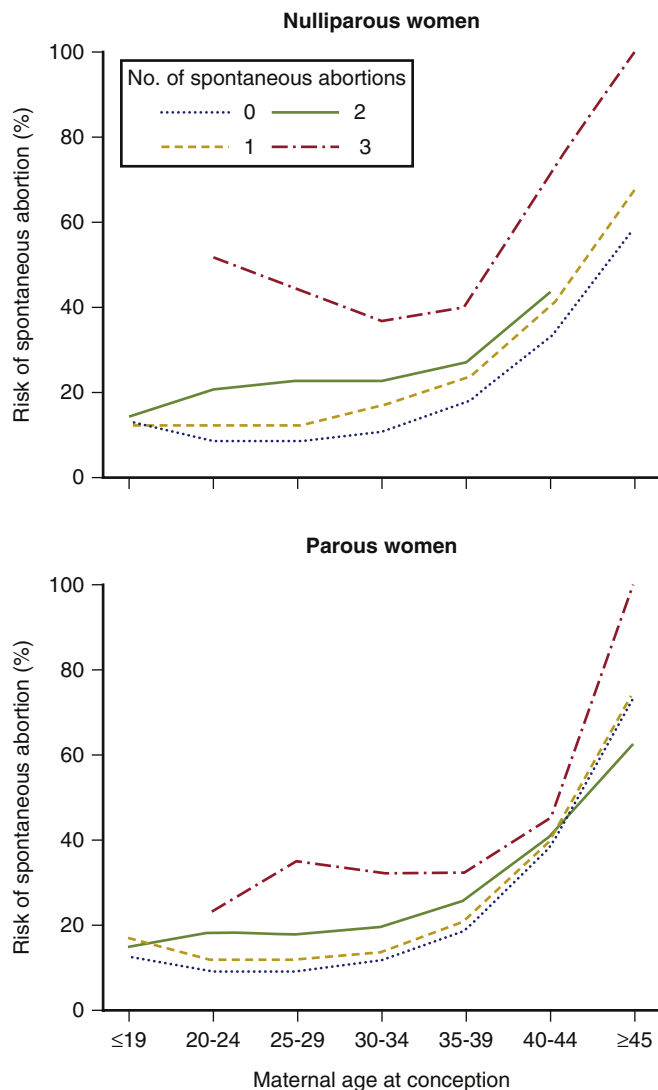 Nulliparous women
100
80
60
40
20
0
Risk of spontaneous abortion (%)
No. of spontaneous abortions
0 2
1 3
Parous women
100
80
60
40
20
0
Risk of spontaneous abortion (%)
≤19 20-24 25-29 30-34 35-39 40-44 ≥45
Maternal age at conception